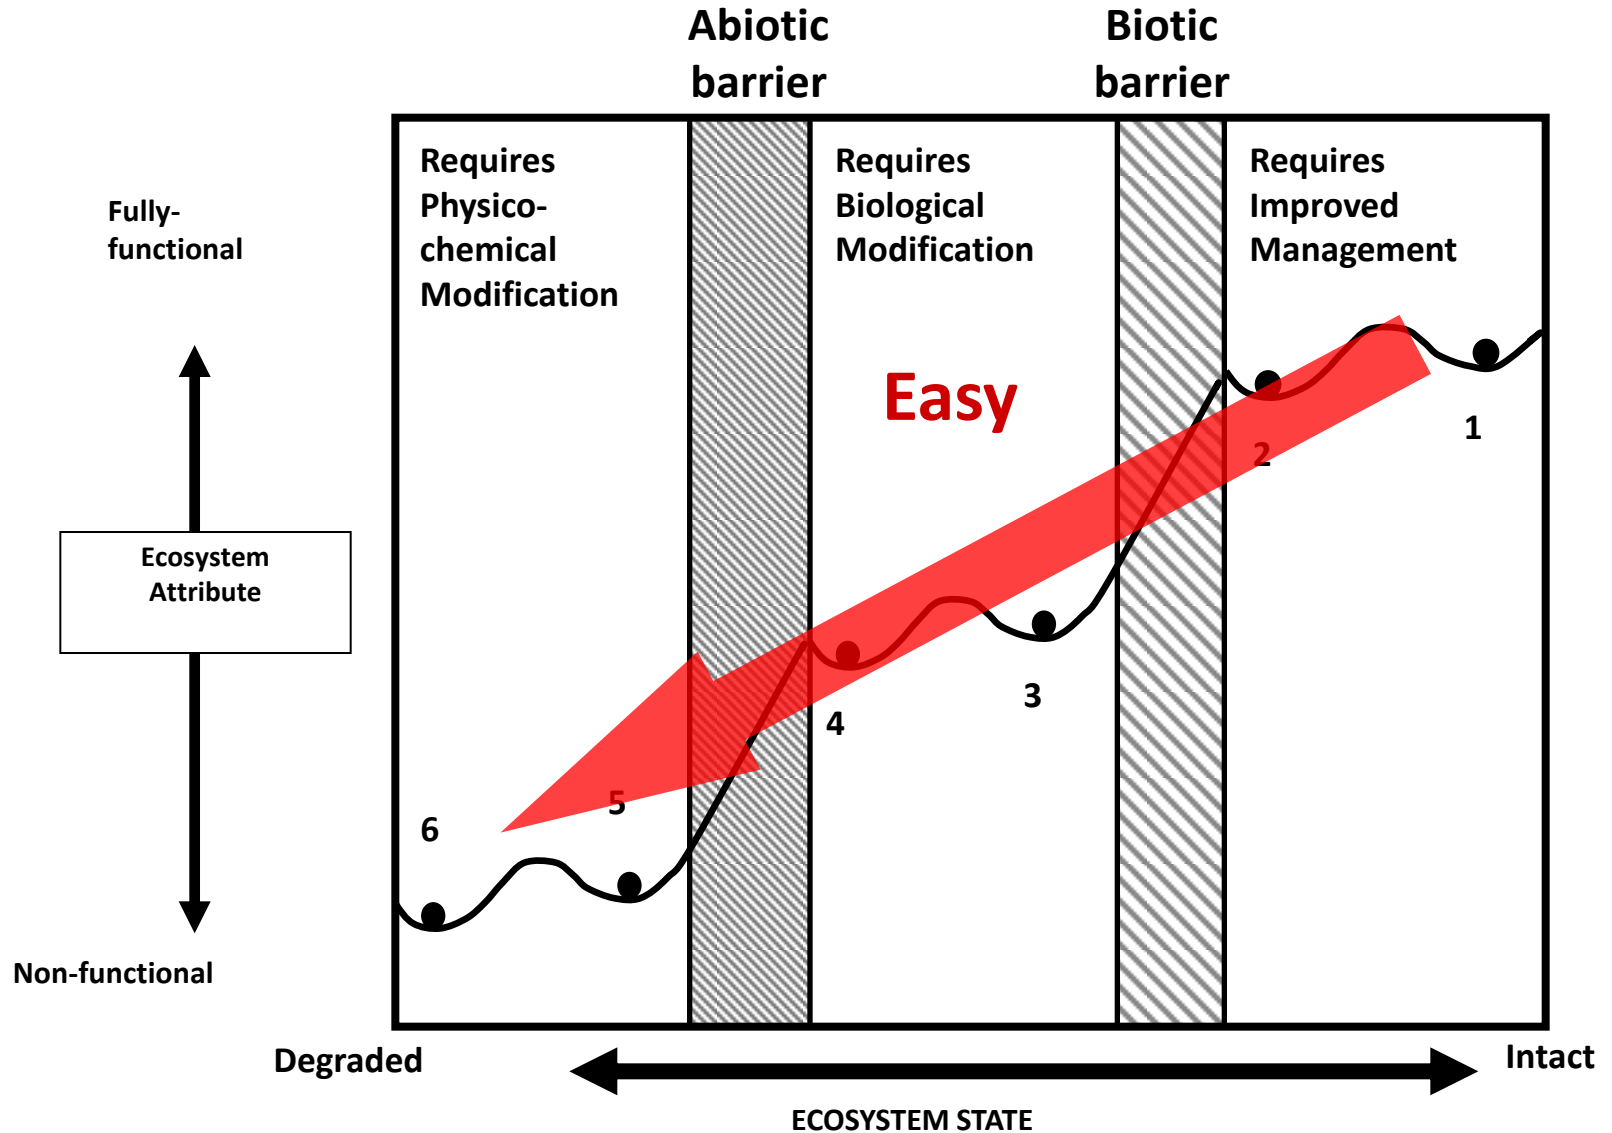 Abiotic
barrier
Biotic
barrier
Requires
Physico-
chemical
Modification
Requires
Biological
Modification
Requires
Improved
Management
Fully-
functional
Easy
1
2
3
4
5
6
Ecosystem
Attribute
Non-functional
Degraded
Intact
ECOSYSTEM STATE